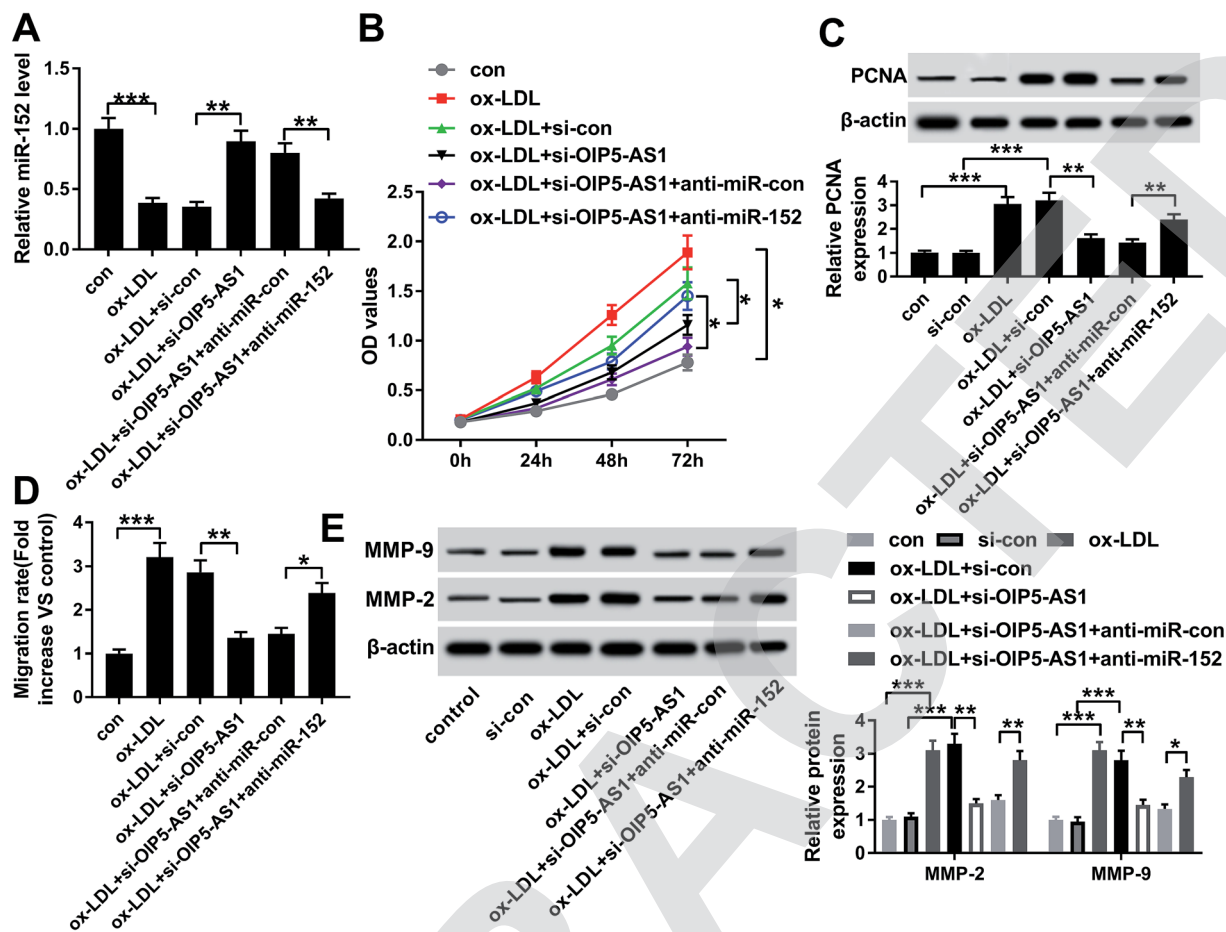 A
Relative miR-152 level
1.5
1.0
0.5
0.0
***
**
**
con
ox-LDL
ox-LDL+si-con
ox-LDL+si-OIP5-AS1
ox-LDL+si-OIP5-AS1+anti-miR-con
ox-LDL+si-OIP5-AS1+anti-miR-152
B
con
ox-LDL
ox-LDL+si-con
ox-LDL+si-OIP5-AS1
ox-LDL+si-OIP5-AS1+anti-miR-con
ox-LDL+si-OIP5-AS1+anti-miR-152
OD values
2.5
2.0
1.5
1.0
0.5
0.0
0h
24h
48h
72h
*
*
*
C
PCNA
β-actin
Relative PCNA
expression
4
3
2
1
0
***
***
**
**
con
si-con
ox-LDL
ox-LDL+si-con
ox-LDL+si-OIP5-AS1
ox-LDL+si-OIP5-AS1+anti-miR-con
ox-LDL+si-OIP5-AS1+anti-miR-152
D
Migration rate(Fold
increase VS control)
4
3
2
1
0
***
**
*
con
ox-LDL
ox-LDL+si-con
ox-LDL+si-OIP5-AS1
ox-LDL+si-OIP5-AS1+anti-miR-con
ox-LDL+si-OIP5-AS1+anti-miR-152
E
MMP-9
MMP-2
β-actin
control
si-con
ox-LDL
ox-LDL+si-con
ox-LDL+si-OIP5-AS1
ox-LDL+si-OIP5-AS1+anti-miR-con
ox-LDL+si-OIP5-AS1+anti-miR-152
con si-con ox-LDL
ox-LDL+si-con
ox-LDL+si-OIP5-AS1
ox-LDL+si-OIP5-AS1+anti-miR-con
ox-LDL+si-OIP5-AS1+anti-miR-152
Relative protein
expression
4
3
2
1
0
***
***
**
**
***
***
**
*
MMP-2
MMP-9